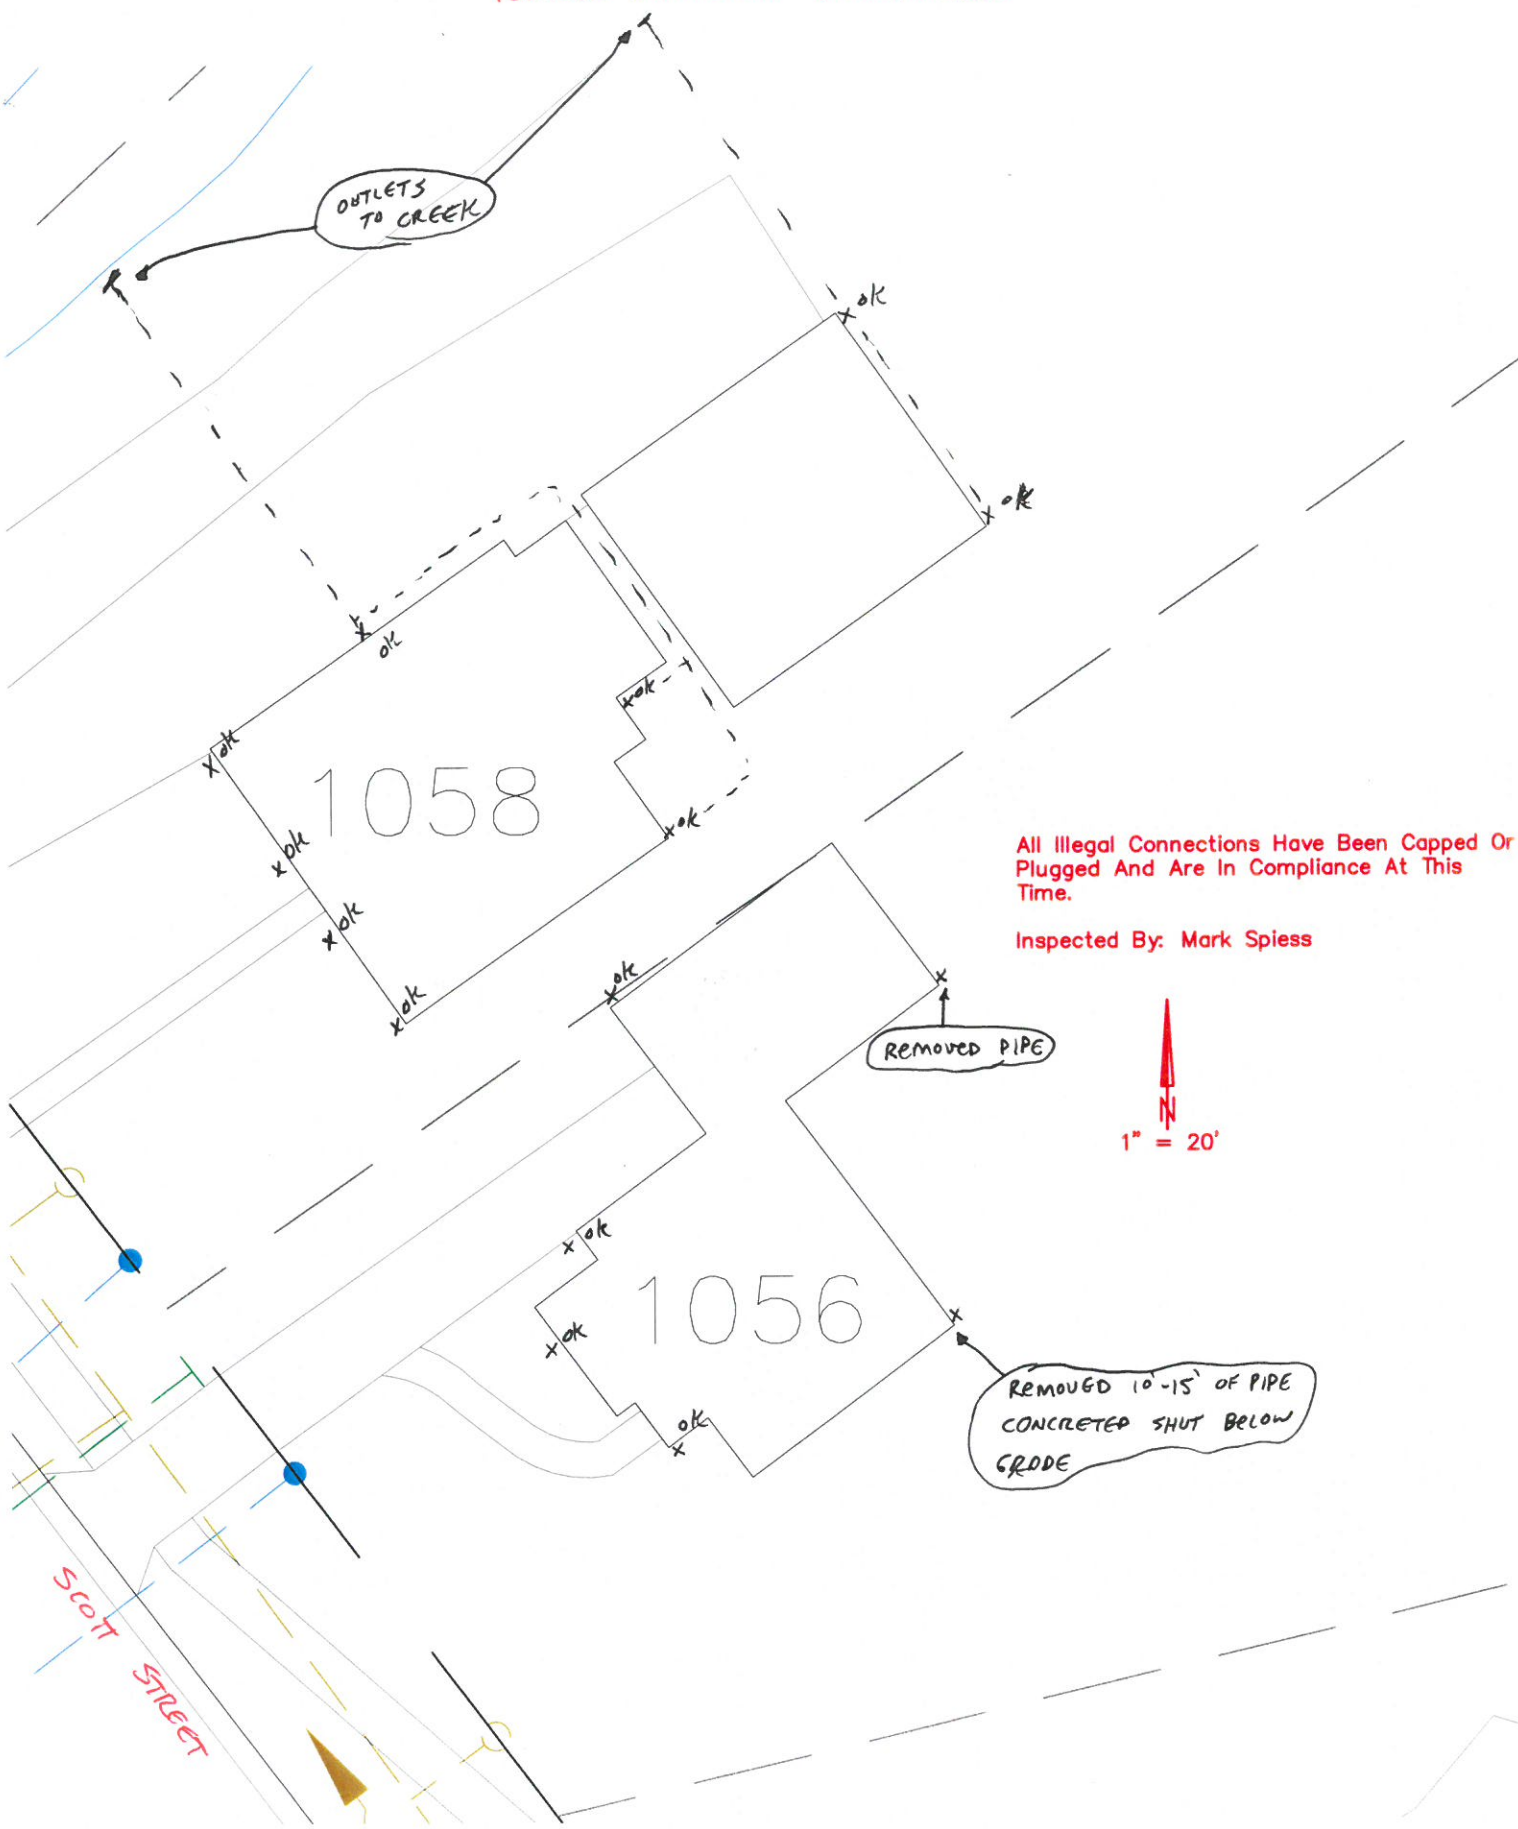 OUTLETS
TO CREEK
ok
ok
ok
ok
ok
1058
ok
ok
ok
ok
All Illegal Connections Have Been Capped Or
Plugged And Are In Compliance At This
Time.
Inspected By: Mark Spiess
ok
REMOVED PIPE
N
1" = 20'
ok
1056
ok
REMOVED 10'-15' OF PIPE
CONCRETED SHUT BELOW
GRADE
ok
SCOTT
STREET